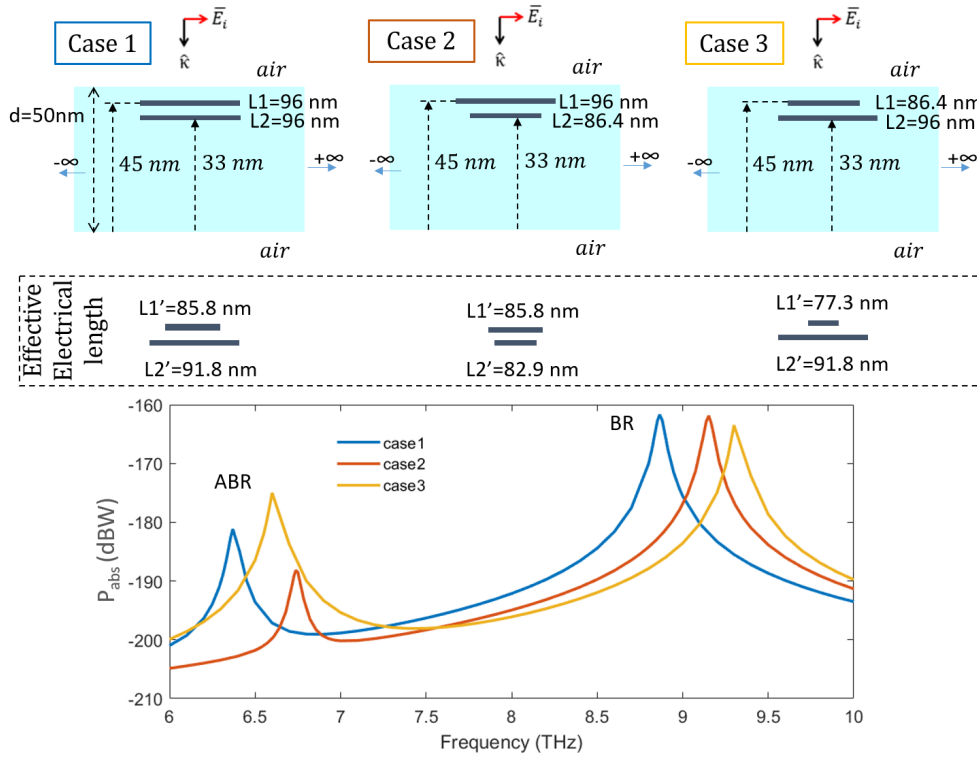 Case 1
E̅ᵢ
κ̂
air
d=50nm
L1=96 nm
L2=96 nm
-∞
+∞
45 nm
33 nm
air
Case 2
E̅ᵢ
κ̂
air
L1=96 nm
L2=86.4 nm
-∞
+∞
45 nm
33 nm
air
Case 3
E̅ᵢ
κ̂
air
L1=86.4 nm
L2=96 nm
-∞
+∞
45 nm
33 nm
air
Effective
Electrical
length
L1'=85.8 nm
L2'=91.8 nm
L1'=85.8 nm
L2'=82.9 nm
L1'=77.3 nm
L2'=91.8 nm
-160
-170
-180
-190
-200
-210
P_abs (dBW)
ABR
BR
case1
case2
case3
6
6.5
7
7.5
8
8.5
9
9.5
10
Frequency (THz)